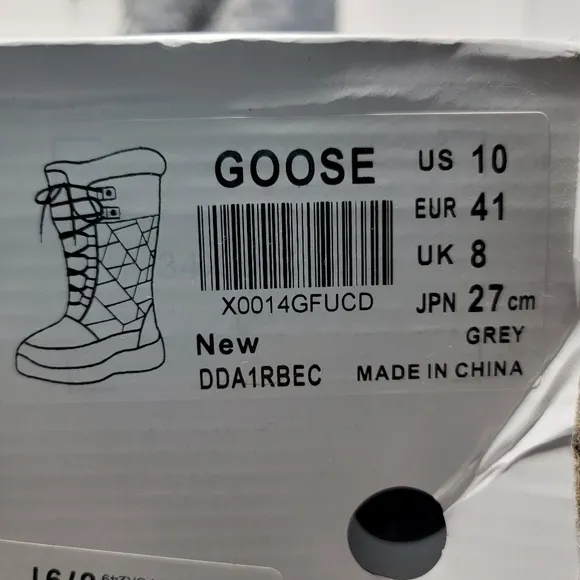 GOOSE
X0014GFUCD
New
DDA1RBEC
US 10
EUR 41
UK 8
JPN 27cm
GREY
MADE IN CHINA